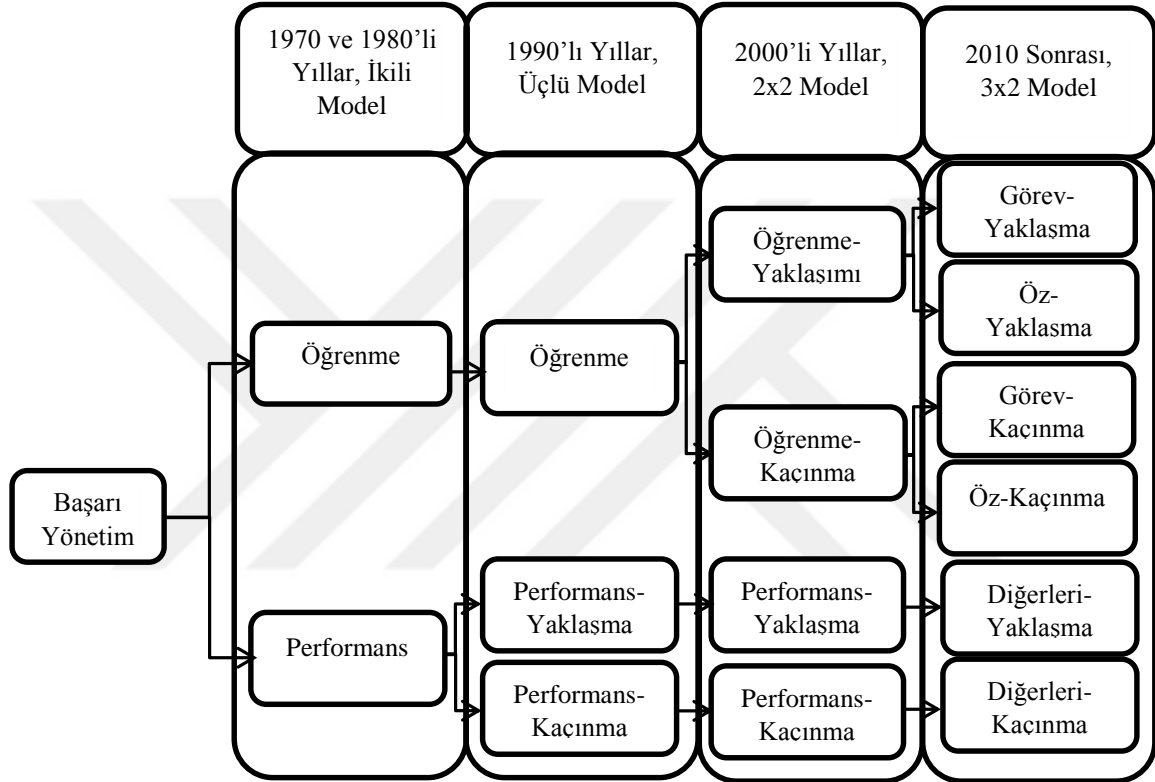 1970 ve 1980’li
Yıllar, İkili
Model
1990’lı Yıllar,
Üçlü Model
2000’li Yıllar,
2x2 Model
2010 Sonrası,
3x2 Model
Başarı
Yönetim
Öğrenme
Performans
Öğrenme
Performans-
Yaklaşma
Performans-
Kaçınma
Öğrenme-
Yaklaşımı
Öğrenme-
Kaçınma
Performans-
Yaklaşma
Performans-
Kaçınma
Görev-
Yaklaşma
Öz-
Yaklaşma
Görev-
Kaçınma
Öz-Kaçınma
Diğerleri-
Yaklaşma
Diğerleri-
Kaçınma